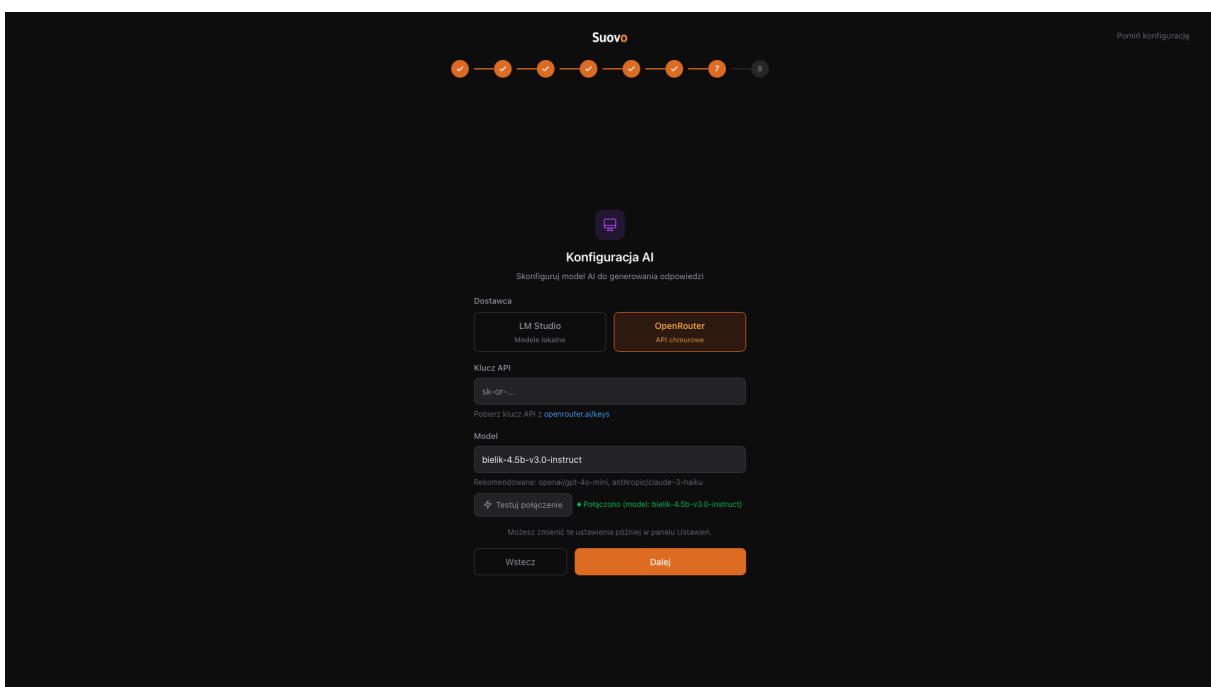 Suovo
Pomiń konfigurację
7
8
Konfiguracja AI
Skonfiguruj model AI do generowania odpowiedzi
Dostawca
LM Studio
Modele lokalne
OpenRouter
API chmurowe
Klucz API
sk-or-...
Pobierz klucz API z openrouter.ai/keys
Model
bielik-4.5b-v3.0-instruct
Rekomendowane: openai/gpt-4o-mini, anthropic/claude-3-haiku
Testuj połączenie
Połączono (model: bielik-4.5b-v3.0-instruct)
Możesz zmienić te ustawienia później w panelu Ustawień.
Wstecz
Dalej